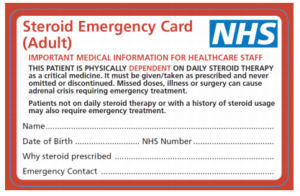 Steroid Emergency Card
(Adult)
NHS
IMPORTANT MEDICAL INFORMATION FOR HEALTHCARE STAFF
THIS PATIENT IS PHYSICALLY DEPENDENT ON DAILY STEROID THERAPY
as a critical medicine. It must be given/taken as prescribed and never
omitted or discontinued. Missed doses, illness or surgery can cause
adrenal crisis requiring emergency treatment.
Patients not on daily steroid therapy or with a history of steroid usage
may also require emergency treatment.
Name
Date of Birth NHS Number
Why steroid prescribed
Emergency Contact